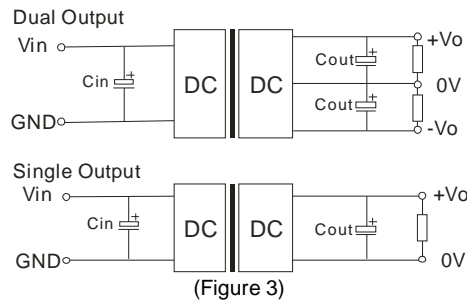 Dual Output
Vin
Cin
GND
DC
DC
Cout
Cout
+Vo
0V
-Vo
Single Output
Vin
Cin
GND
DC
DC
Cout
+Vo
0V
(Figure 3)